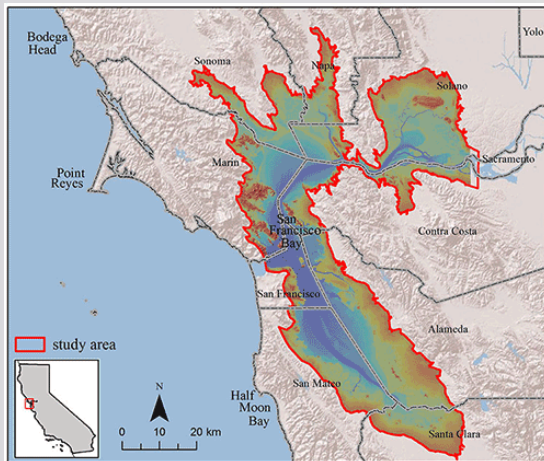 Bodega
Head
Yolo
Sonoma
Napa
Solano
Point
Reyes
Marin
Sacramento
San
Francisco
Bay
Contra Costa
San Francisco
study area
Alameda
San Mateo
Half
Moon
Bay
N
0 10 20 km
Santa Clara